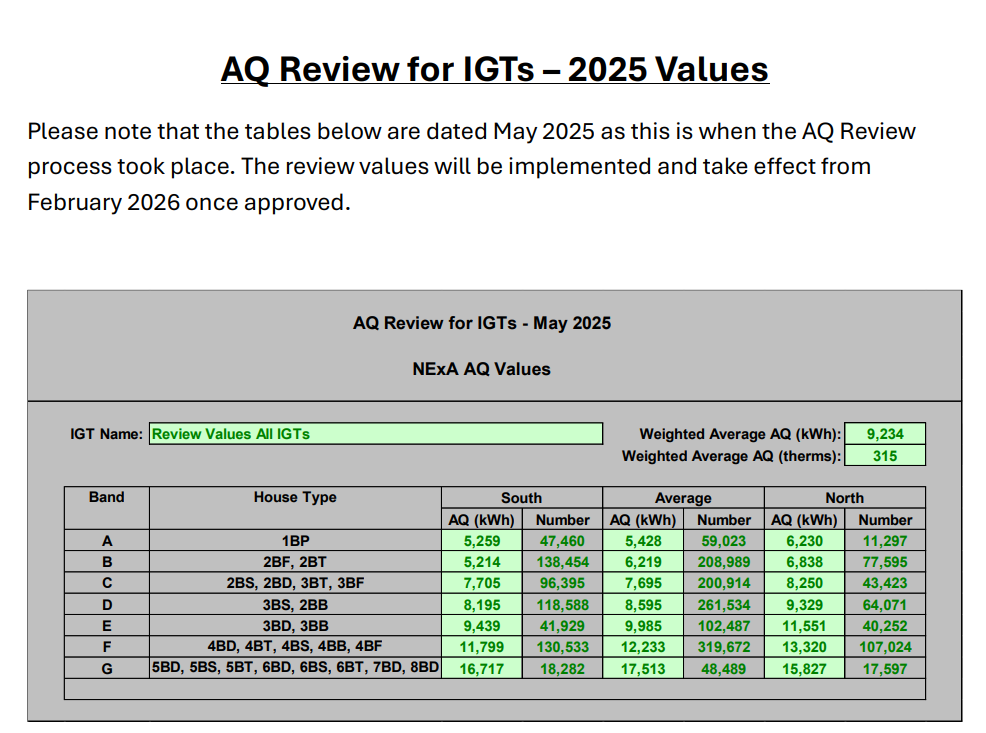 AQ Review for IGTs – 2025 Values
Please note that the tables below are dated May 2025 as this is when the AQ Review
process took place. The review values will be implemented and take effect from
February 2026 once approved.
AQ Review for IGTs - May 2025
NExA AQ Values
IGT Name: Review Values All IGTs Weighted Average AQ (kWh): 9,234
Weighted Average AQ (therms): 315
Band House Type South Average North
AQ (kWh) Number AQ (kWh) Number AQ (kWh) Number
A 1BP 5,259 47,460 5,428 59,023 6,230 11,297
B 2BF, 2BT 5,214 138,454 6,219 208,989 6,838 77,595
C 2BS, 2BD, 3BT, 3BF 7,705 96,395 7,695 200,914 8,250 43,423
D 3BS, 2BB 8,195 118,588 8,595 261,534 9,329 64,071
E 3BD, 3BB 9,439 41,929 9,985 102,487 11,551 40,252
F 4BD, 4BT, 4BS, 4BB, 4BF 11,799 130,533 12,233 319,672 13,320 107,024
G 5BD, 5BS, 5BT, 6BD, 6BS, 6BT, 7BD, 8BD 16,717 18,282 17,513 48,489 15,827 17,597